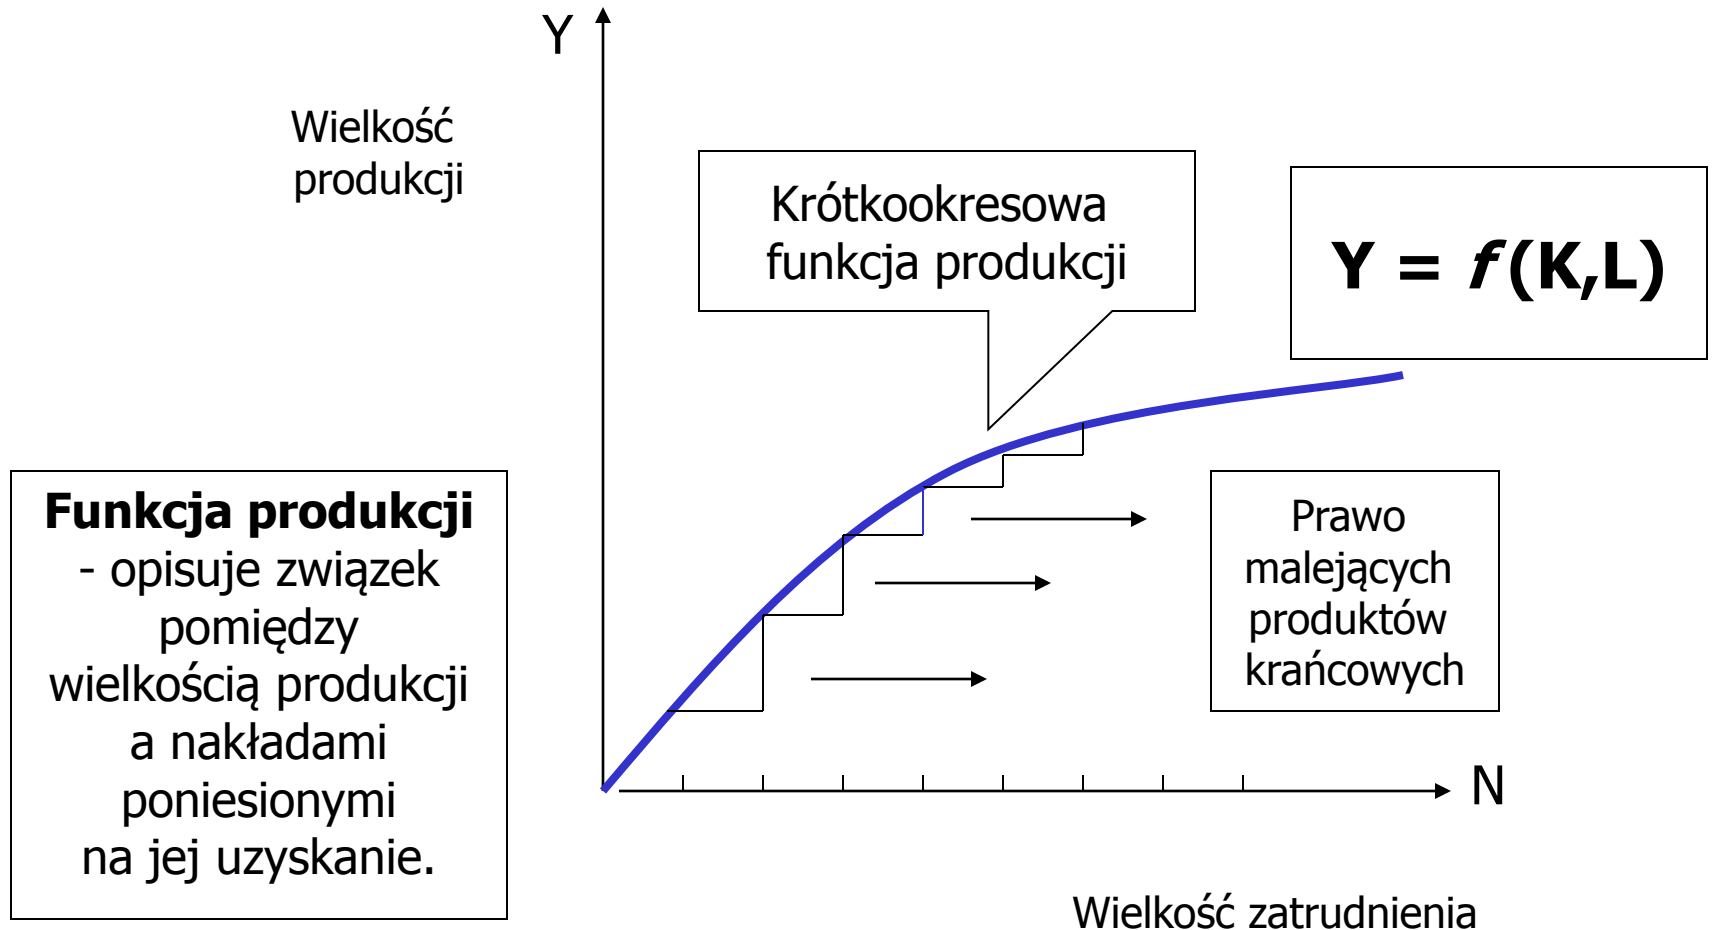 Y
Wielkość
produkcji
Krótkookresowa
funkcja produkcji
Y = f(K,L)
Funkcja produkcji
- opisuje związek
pomiędzy
wielkością produkcji
a nakładami
poniesionymi
na jej uzyskanie.
Prawo
malejących
produktów
krańcowych
N
Wielkość zatrudnienia